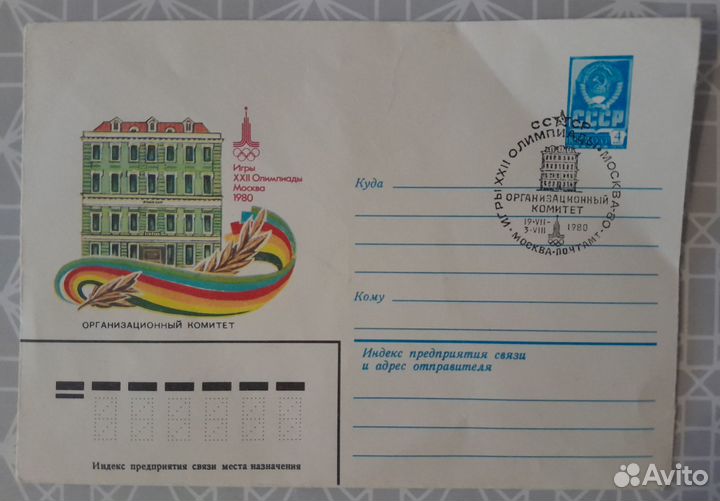 Игры
XXII Олимпиады
Москва
1980
ОРГАНИЗАЦИОННЫЙ КОМИТЕТ
СССР
4
СССР
ИГРЫ XXII ОЛИМПИАДЫ МОСКВА-80
ОРГАНИЗАЦИОННЫЙ
КОМИТЕТ
19·VII-
3·VIII 1980
МОСКВА-ПОЧТАМТ
Куда
Кому
Индекс предприятия связи
и адрес отправителя
Индекс предприятия связи места назначения
Avito